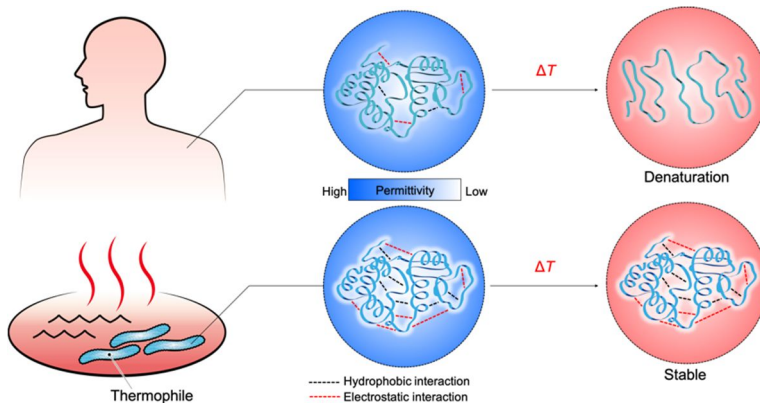 ΔT
Denaturation
High Permittivity Low
ΔT
Stable
Thermophile
Hydrophobic interaction
Electrostatic interaction